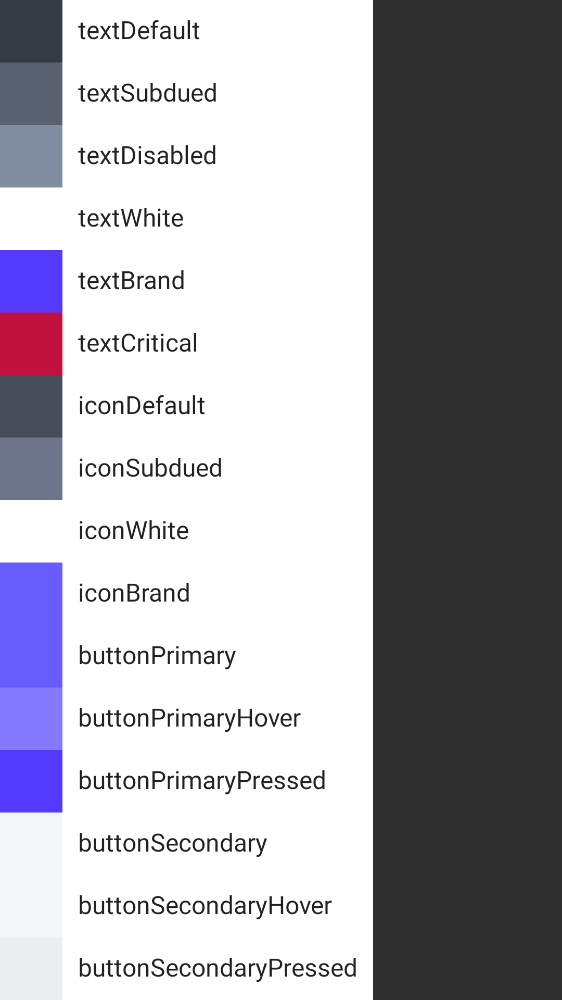 textDefault
textSubdued
textDisabled
textWhite
textBrand
textCritical
iconDefault
iconSubdued
iconWhite
iconBrand
buttonPrimary
buttonPrimaryHover
buttonPrimaryPressed
buttonSecondary
buttonSecondaryHover
buttonSecondaryPressed